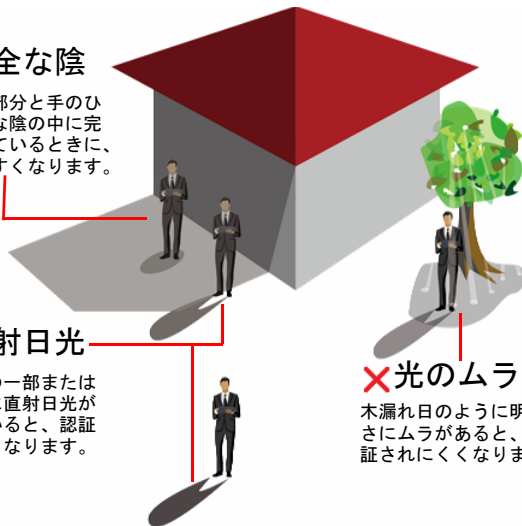 全な陰
部分と手のひ
な陰の中に完
ているときに、
すくなります。
射日光
の一部または
に直射日光が
いると、認証
くなります。
光のムラ
木漏れ日のように明
さにムラがあると、
証されにくくなりま